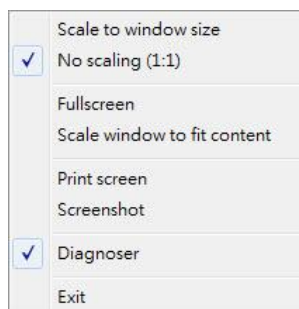 Scale to window size
No scaling (1:1)
Fullscreen
Scale window to fit content
Print screen
Screenshot
Diagnoser
Exit